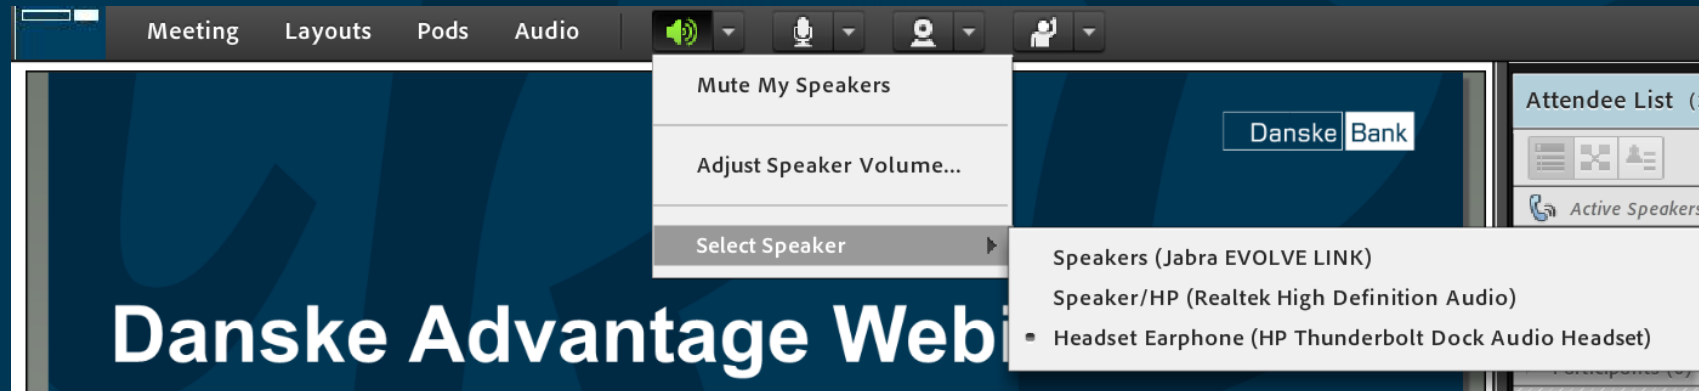 Meeting Layouts Pods Audio
Mute My Speakers
Adjust Speaker Volume...
Select Speaker
Speakers (Jabra EVOLVE LINK)
Speaker/HP (Realtek High Definition Audio)
Headset Earphone (HP Thunderbolt Dock Audio Headset)
Danske Bank
Danske Advantage Webi
Attendee List
Active Speakers